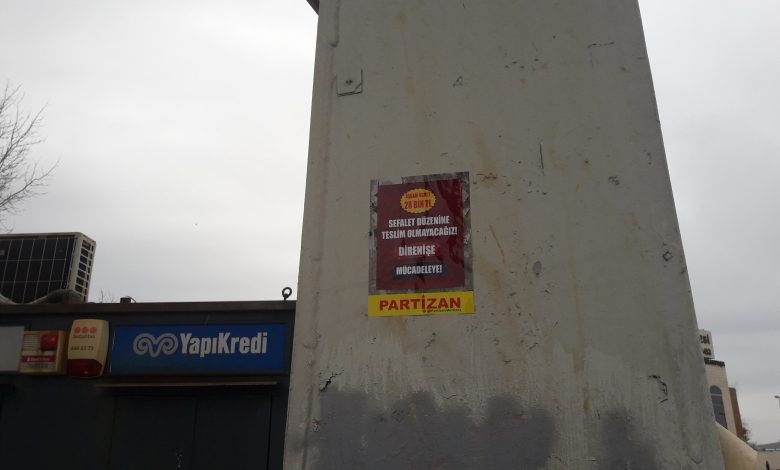 ASGARİ ÜCRET
28 BİN TL
SEFALET DÜZENİNE
TESLİM OLMAYACAĞIZ!
DİRENİŞE
MÜCADELEYE!
PARTİZAN
YapıKredi